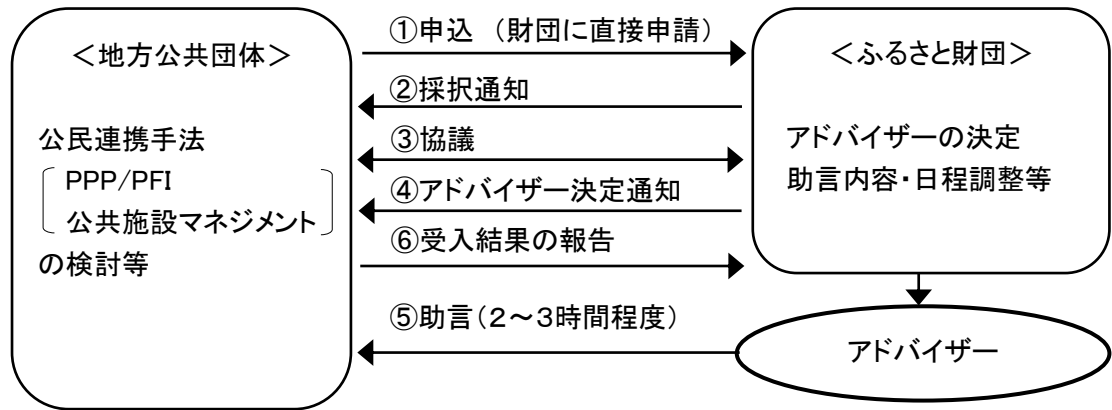 ＜地方公共団体＞
公民連携手法
PPP/PFI
公共施設マネジメント
の検討等
①申込　（財団に直接申請）
②採択通知
③協議
④アドバイザー決定通知
⑥受入結果の報告
⑤助言（２～３時間程度）
＜ふるさと財団＞
アドバイザーの決定
助言内容・日程調整等
アドバイザー